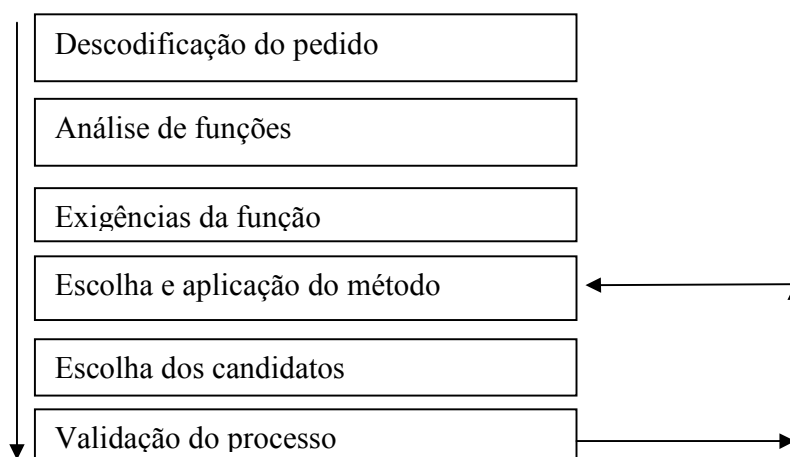 Descodificação do pedido
Análise de funções
Exigências da função
Escolha e aplicação do método
Escolha dos candidatos
Validação do processo